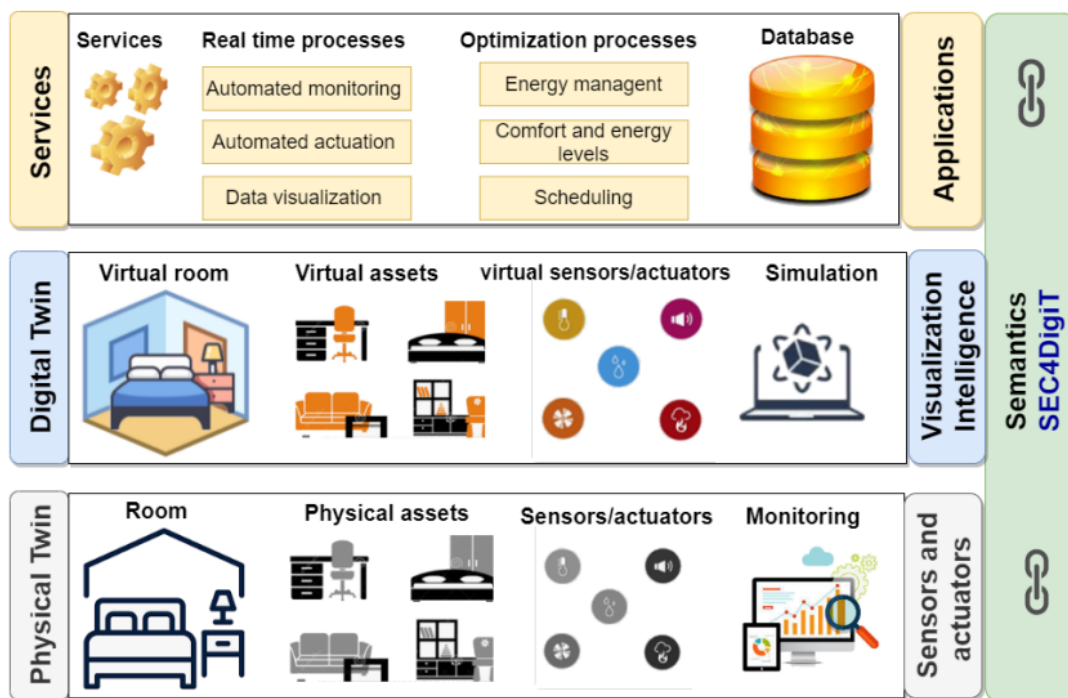 Services
Services
Real time processes
Automated monitoring
Automated actuation
Data visualization
Optimization processes
Energy managent
Comfort and energy
levels
Scheduling
Database
Applications
Digital Twin
Virtual room
Virtual assets
virtual sensors/actuators
Simulation
Visualization
Intelligence
Physical Twin
Room
Physical assets
Sensors/actuators
Monitoring
Sensors and
actuators
Semantics
SEC4DigiT